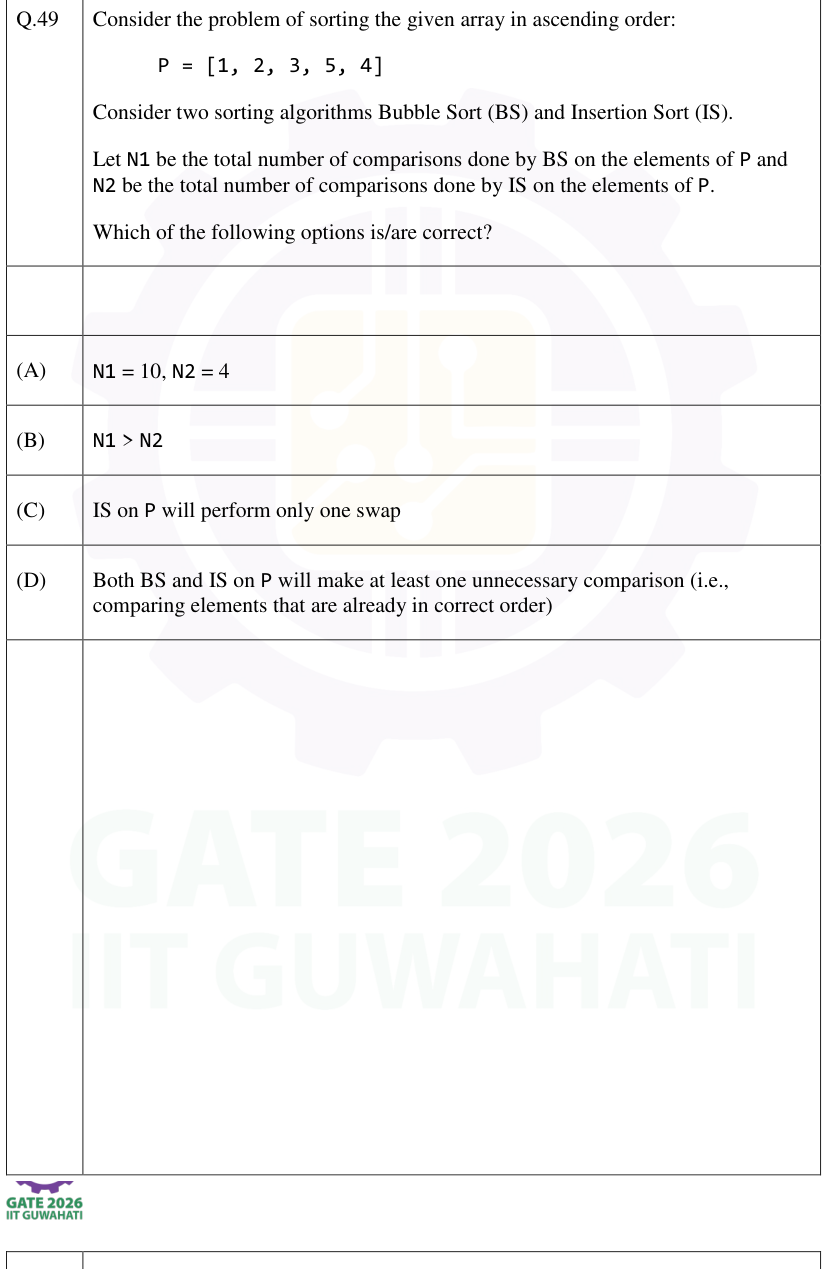 Q.49 Consider the problem of sorting the given array in ascending order:
P = [1, 2, 3, 5, 4]
Consider two sorting algorithms Bubble Sort (BS) and Insertion Sort (IS).
Let N1 be the total number of comparisons done by BS on the elements of P and
N2 be the total number of comparisons done by IS on the elements of P.
Which of the following options is/are correct?
(A) N1 = 10, N2 = 4
(B) N1 > N2
(C) IS on P will perform only one swap
(D) Both BS and IS on P will make at least one unnecessary comparison (i.e.,
comparing elements that are already in correct order)
GATE 2026
IIT GUWAHATI
GATE 2026
IIT GUWAHATI